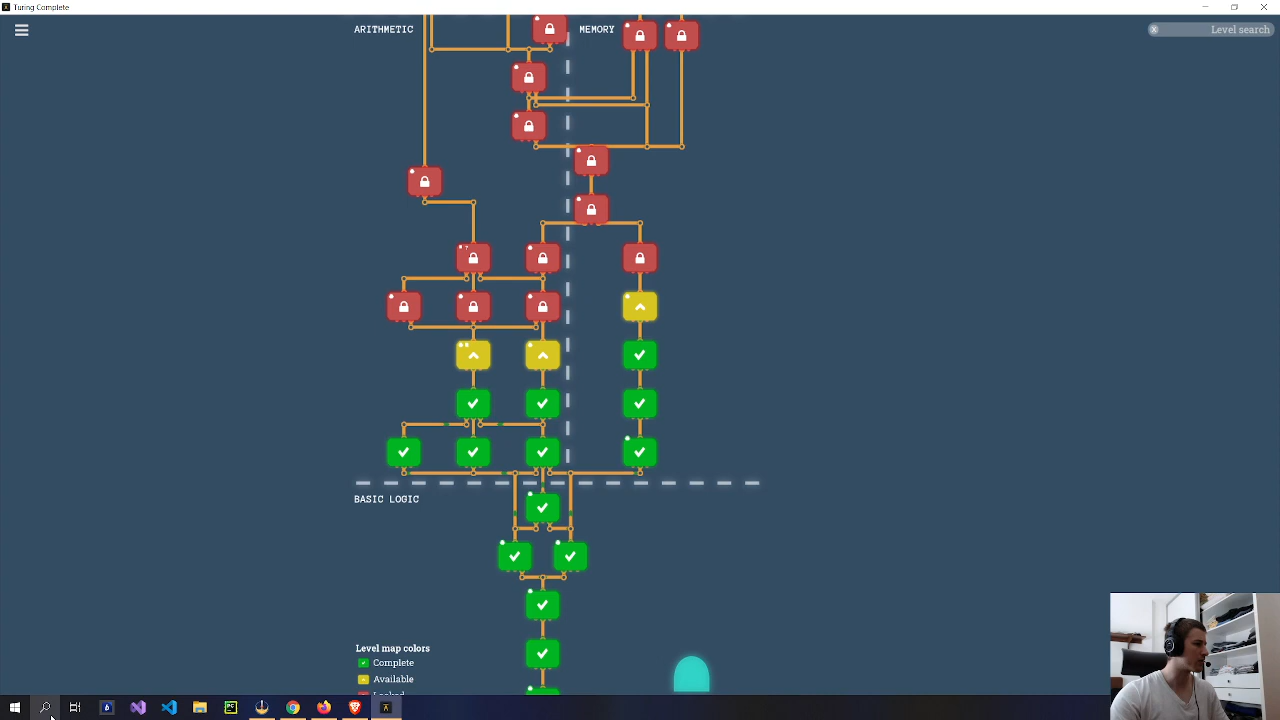 Turing Complete
ARITHMETIC
MEMORY
Level search
BASIC LOGIC
Level map colors
Complete
Available